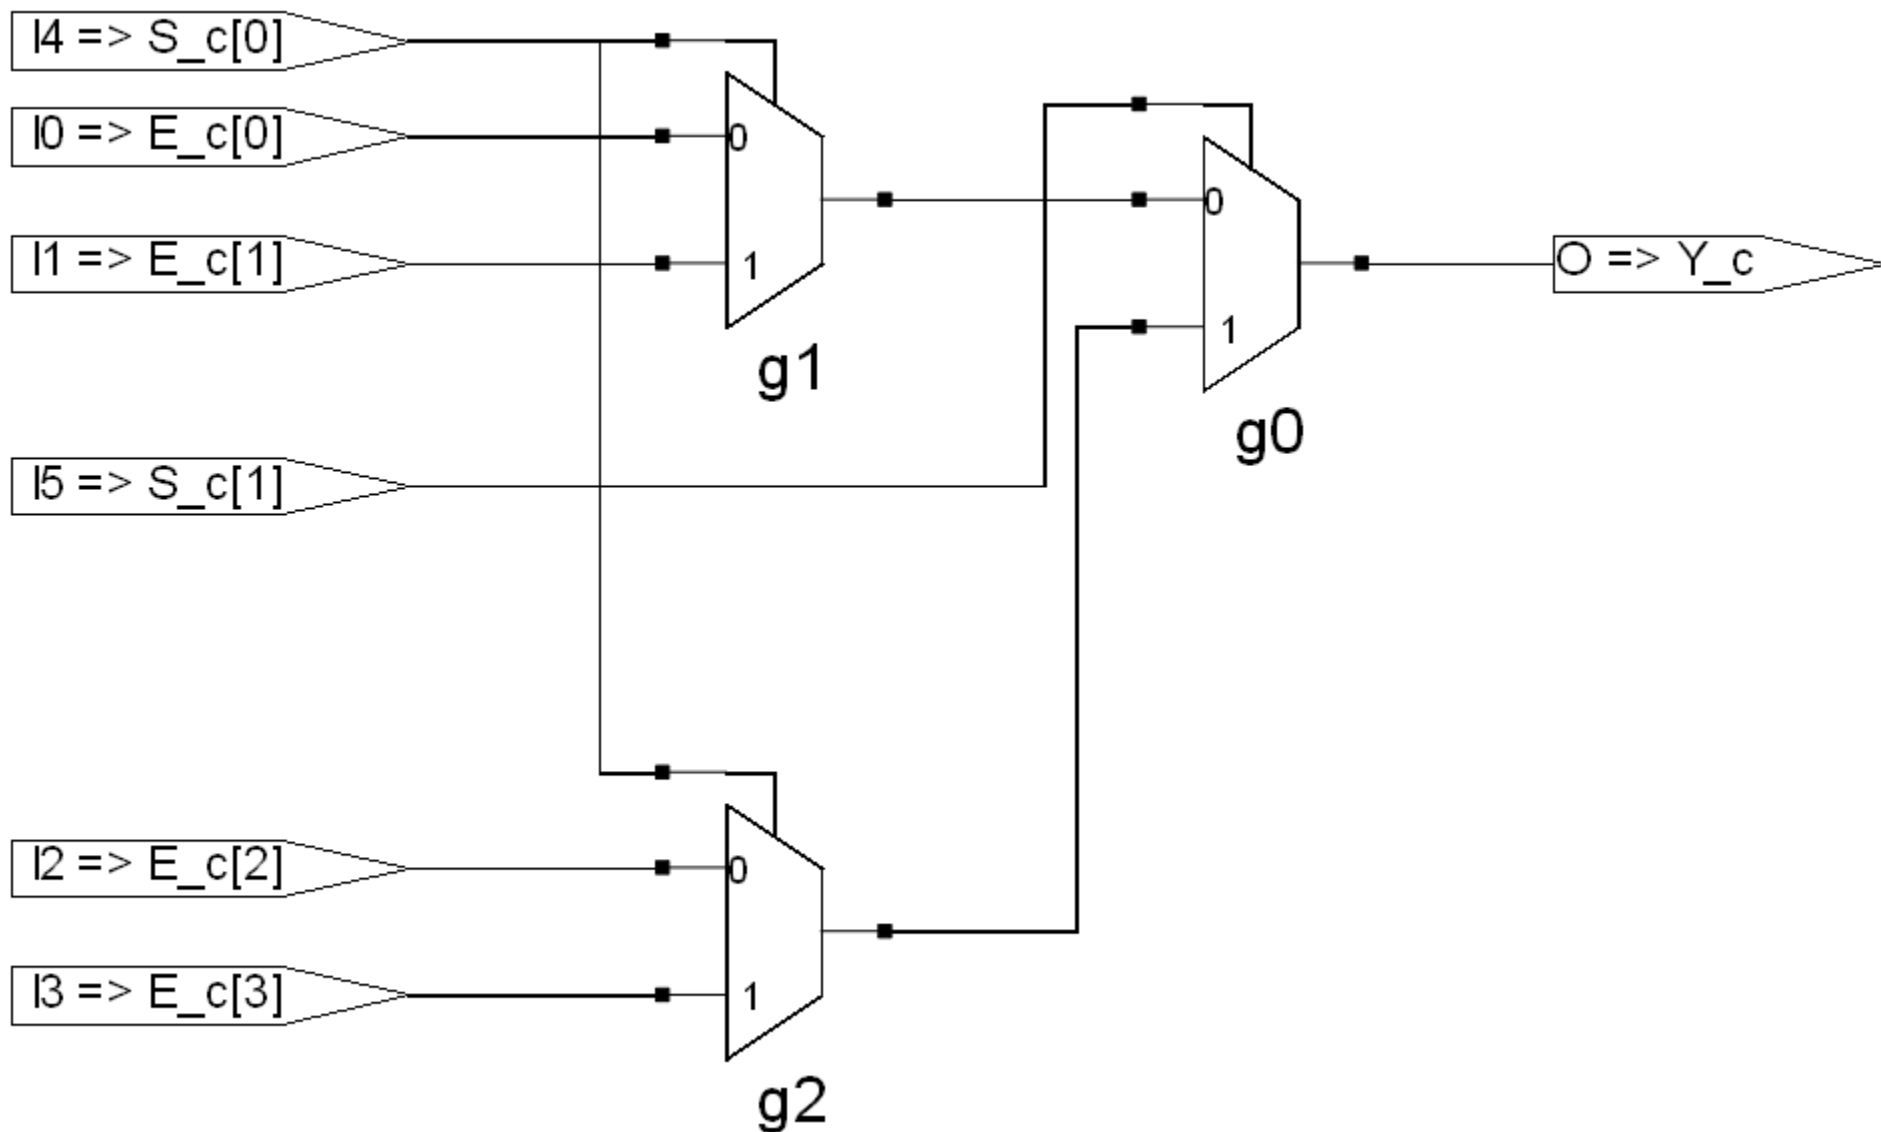 I4 => S_c[0]
I0 => E_c[0]
0
0
I1 => E_c[1]
1
O => Y_c
1
g1
g0
I5 => S_c[1]
I2 => E_c[2]
0
I3 => E_c[3]
1
g2